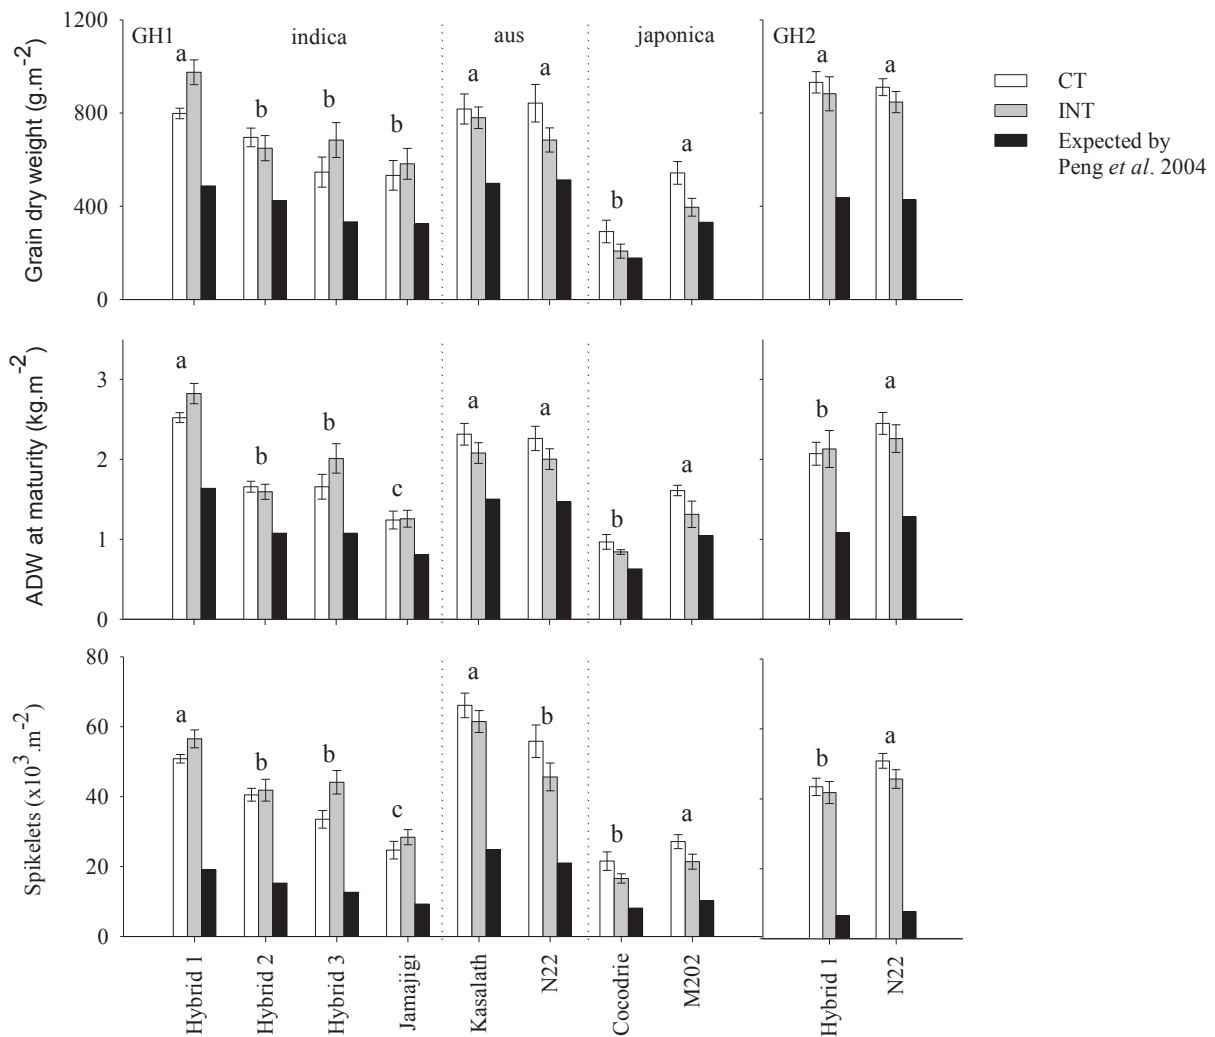 GH1 indica aus japonica GH2
CT
INT
Expected by
Peng et al. 2004
Grain dry weight (g.m-2)
1200
800
400
0
a b b b a a b a a a
ADW at maturity (kg.m-2)
3
2
1
0
a b b c a a b a b a
Spikelets (x10³.m-2)
80
60
40
20
0
a b b c a b b a b a
Hybrid 1
Hybrid 2
Hybrid 3
Jamajigi
Kasalath
N22
Cocodrie
M202
Hybrid 1
N22